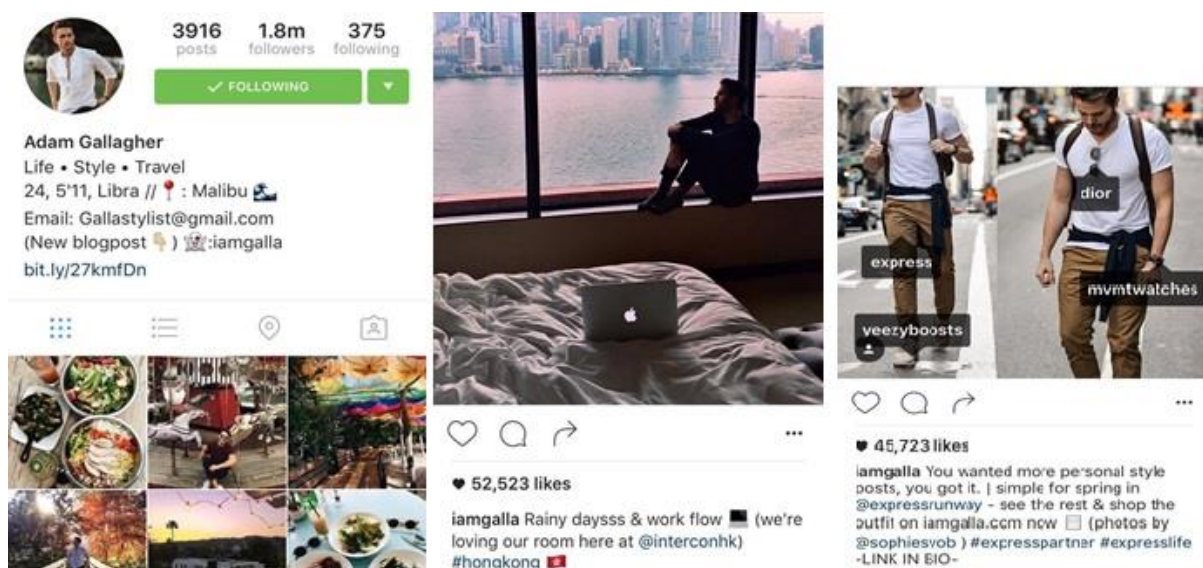 3916 1.8m 375
posts followers following
✓ FOLLOWING
Adam Gallagher
Life • Style • Travel
24, 5'11, Libra // 📍 : Malibu 🌊
Email: Gallastylist@gmail.com
(New blogpost 👇🏼 ) 👻:iamgalla
bit.ly/27kmfDn
♥ 52,523 likes
iamgalla Rainy daysss & work flow 💻 (we're
loving our room here at @interconhk)
#hongkong 🇭🇰
dior
express
mvmtwatches
yeezyboosts
♥ 45,723 likes
iamgalla You wanted more personal style
posts, you got it. | simple for spring in
@expressrunway - see the rest & shop the
outfit on iamgalla.com now (photos by
@sophiesvob ) #expresspartner #expresslife
-LINK IN BIO-